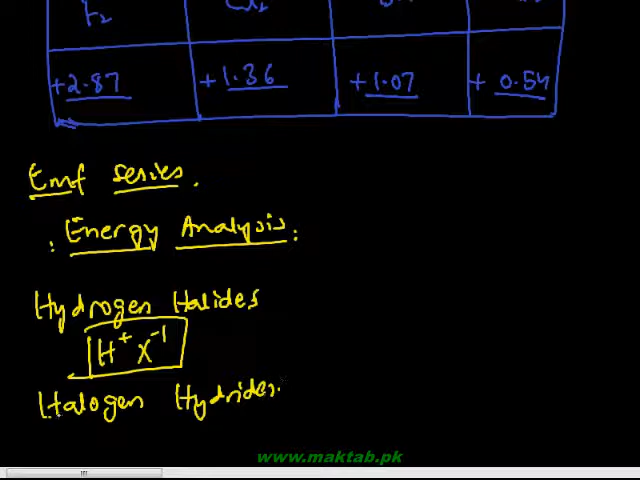 F₂
+2.87 +1.36 +1.07 +0.54
Emf series.
: Energy Analysis :
Hydrogen Halides
H⁺ X⁻¹
Halogen Hydrides.
www.maktab.pk